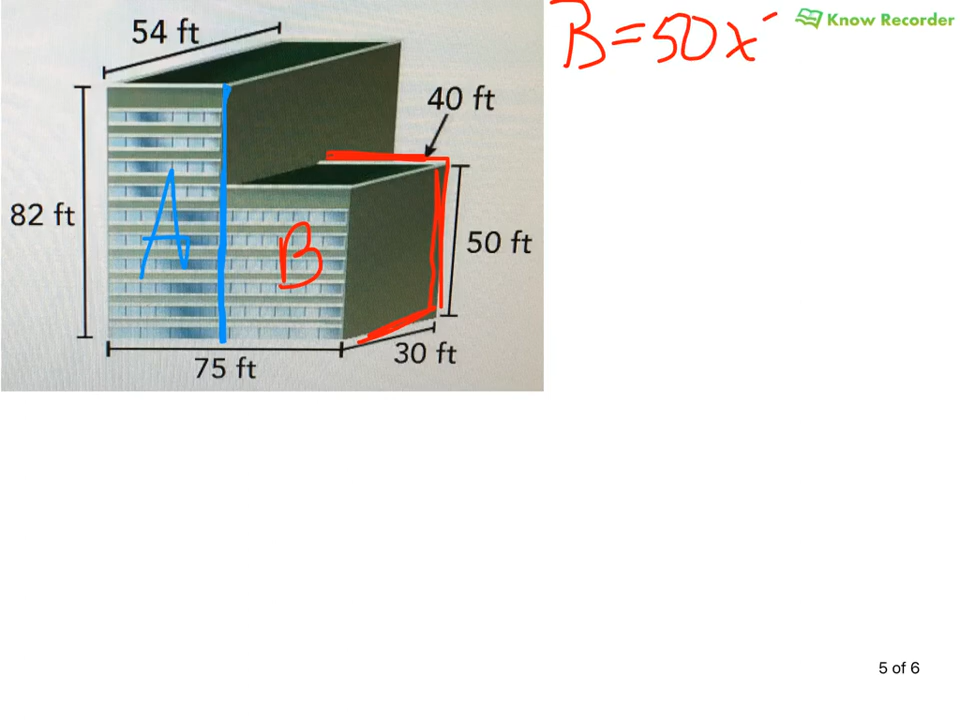 54 ft
B=50x
Know Recorder
40 ft
82 ft
A
B
50 ft
75 ft
30 ft
5 of 6